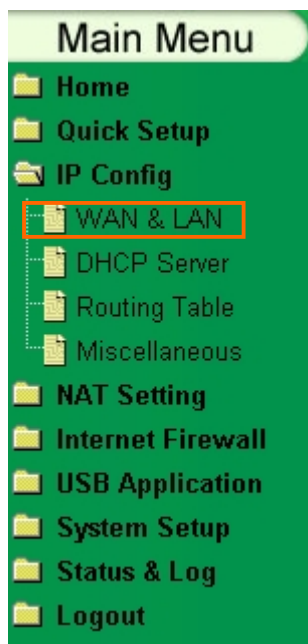 Main Menu
Home
Quick Setup
IP Config
WAN & LAN
DHCP Server
Routing Table
Miscellaneous
NAT Setting
Internet Firewall
USB Application
System Setup
Status & Log
Logout